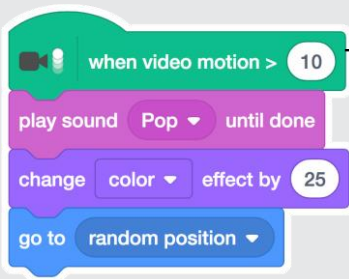 when video motion > 10
play sound Pop until done
change color effect by 25
go to random position